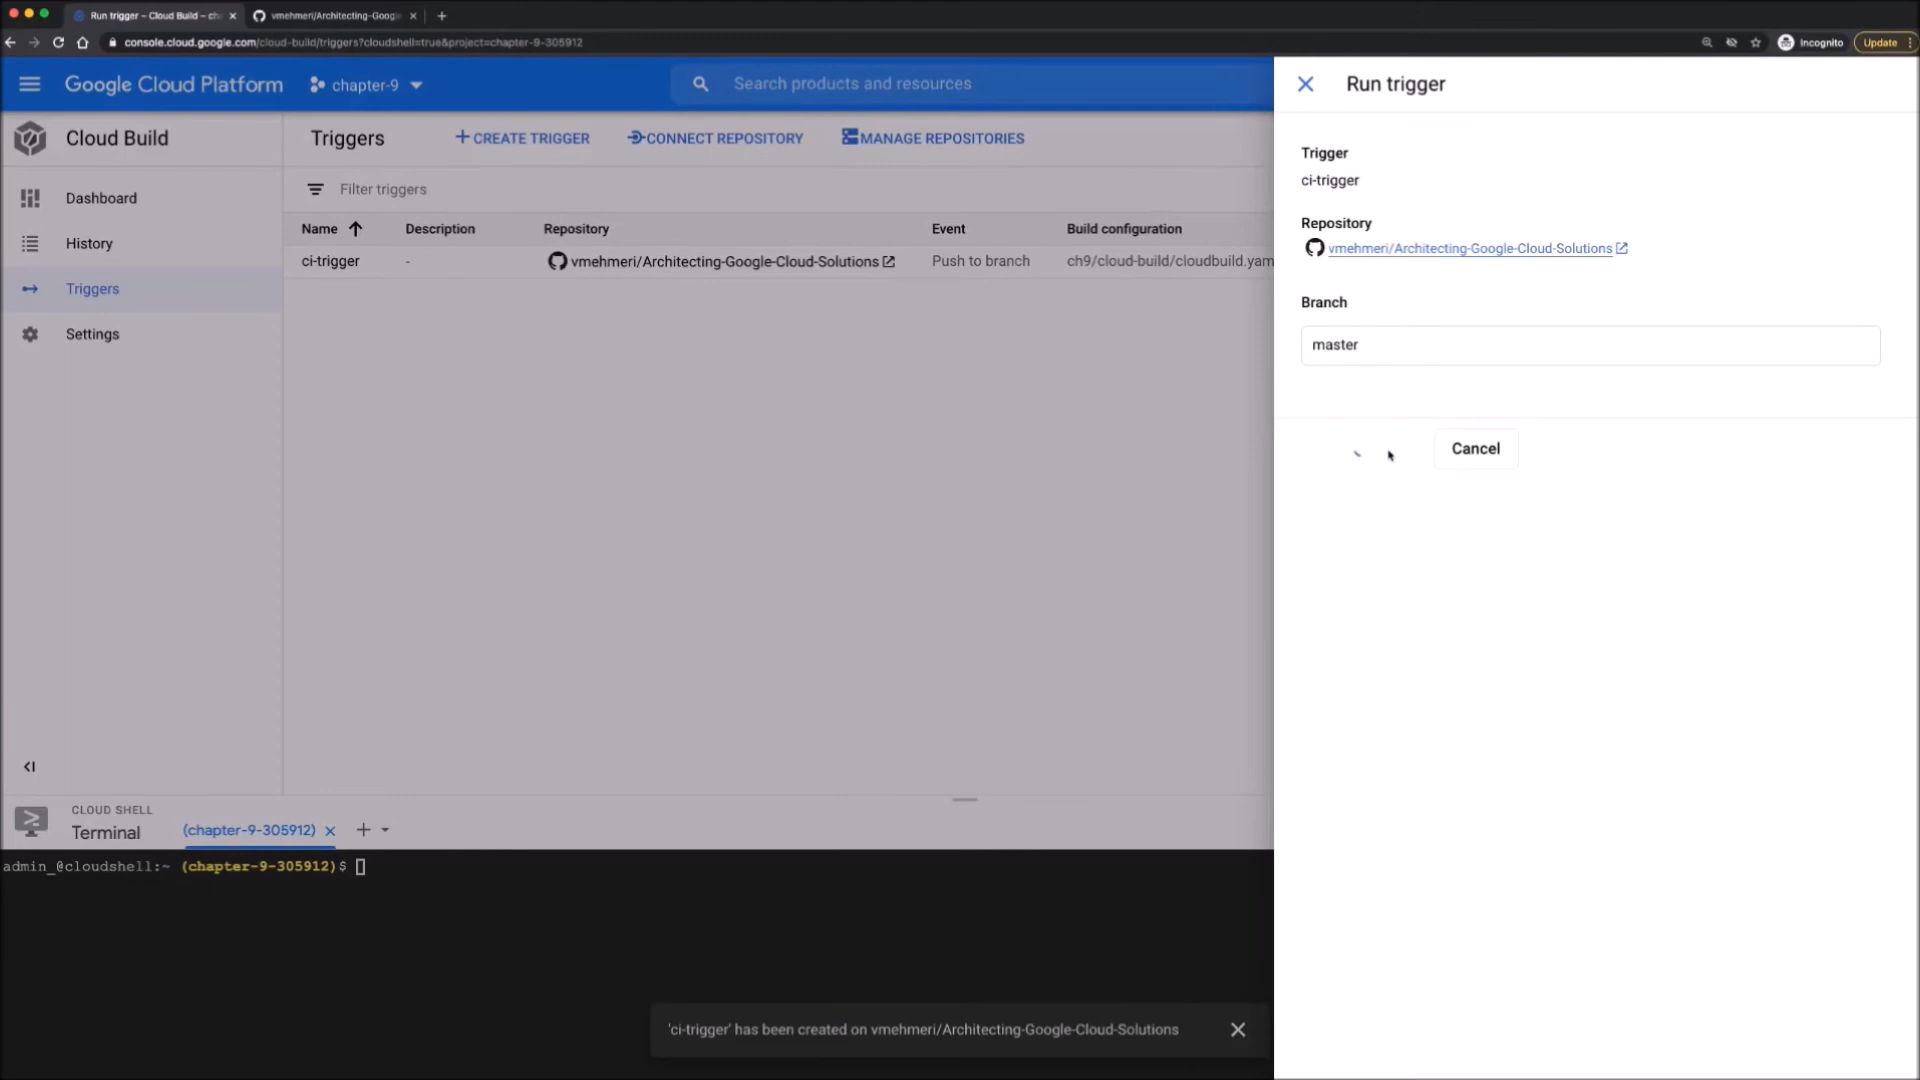 Run trigger – Cloud Build – ch
vmehmeri/Architecting-Google
console.cloud.google.com/cloud-build/triggers?cloudshell=true&project=chapter-9-305912
Incognito
Update
Google Cloud Platform
chapter-9
Search products and resources
Run trigger
Cloud Build
Triggers
CREATE TRIGGER
CONNECT REPOSITORY
MANAGE REPOSITORIES
Dashboard
History
Triggers
Settings
Filter triggers
Name Description Repository Event Build configuration
ci-trigger - vmehmeri/Architecting-Google-Cloud-Solutions Push to branch ch9/cloud-build/cloudbuild.yam
Trigger
ci-trigger
Repository
vmehmeri/Architecting-Google-Cloud-Solutions
Branch
master
Cancel
CLOUD SHELL
Terminal
(chapter-9-305912)
admin_@cloudshell:~ (chapter-9-305912)$
'ci-trigger' has been created on vmehmeri/Architecting-Google-Cloud-Solutions